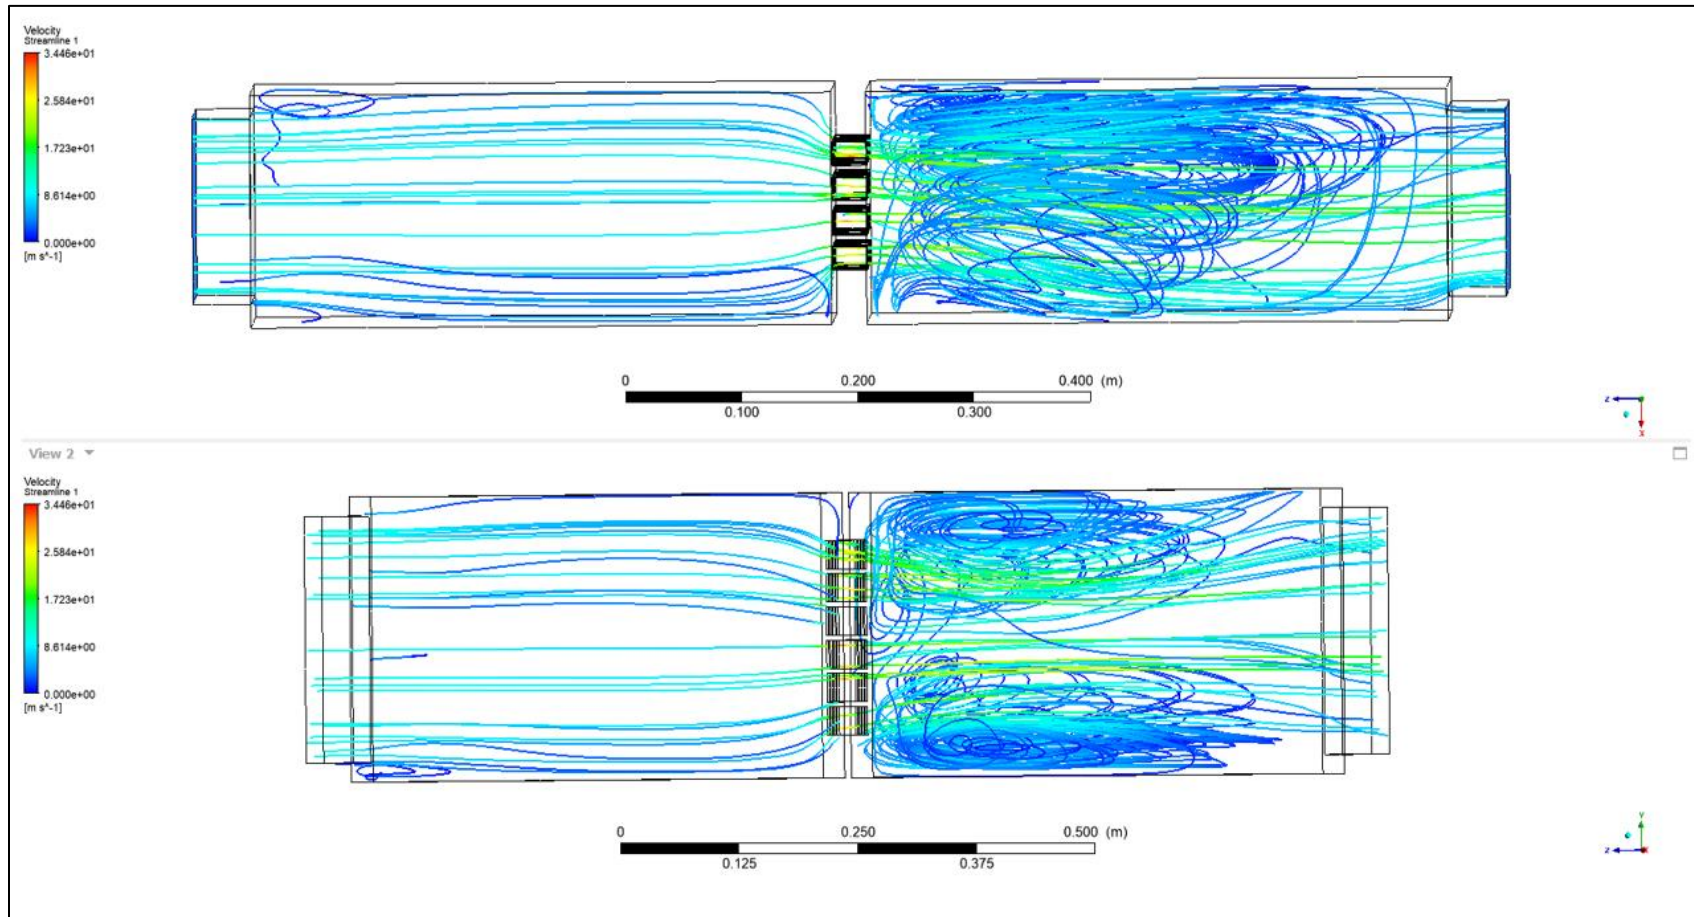 Velocity
Streamline 1
3.446e+01
2.584e+01
1.723e+01
8.614e+00
0.000e+00
[m s^-1]
0 0.200 0.400 (m)
0.100 0.300
z
x
View 2
Velocity
Streamline 1
3.446e+01
2.584e+01
1.723e+01
8.614e+00
0.000e+00
[m s^-1]
0 0.250 0.500 (m)
0.125 0.375
Y
z
x